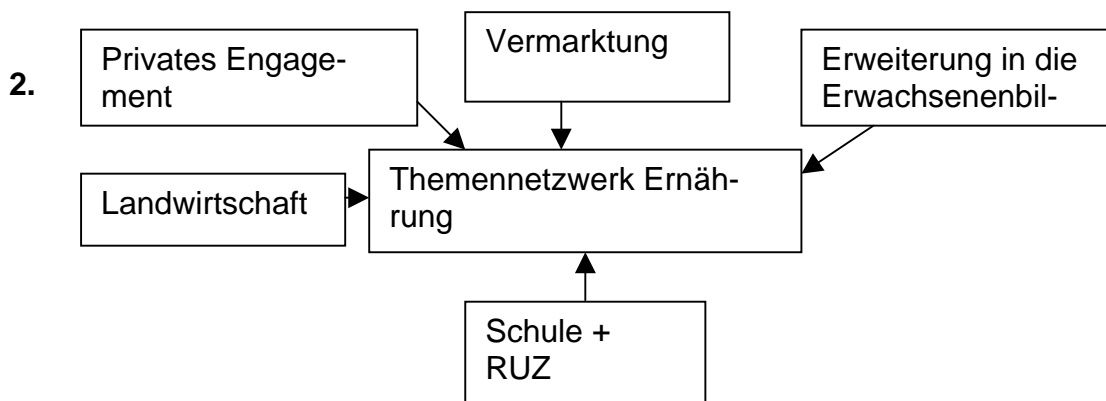 2.
Privates Engage-
ment
Vermarktung
Erweiterung in die
Erwachsenenbil-
Landwirtschaft
Themennetzwerk Ernäh-
rung
Schule +
RUZ